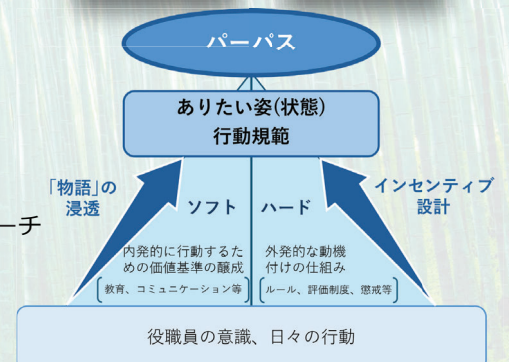 パーパス
ありたい姿(状態)
行動規範
「物語」の
浸透
インセンティブ
設計
ソフト
ハード
ーチ
内発的に行動するた
めの価値基準の醸成
教育、コミュニケーション等
外発的な動機
付けの仕組み
ルール、評価制度、懲戒等
役職員の意識、日々の行動